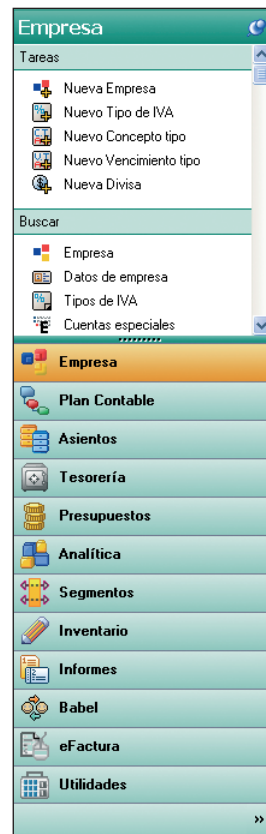 Empresa
Tareas
Nueva Empresa
Nuevo Tipo de IVA
Nuevo Concepto tipo
Nuevo Vencimiento tipo
Nueva Divisa
Buscar
Empresa
Datos de empresa
Tipos de IVA
Cuentas especiales
Empresa
Plan Contable
Asientos
Tesorería
Presupuestos
Analítica
Segmentos
Inventario
Informes
Babel
eFactura
Utilidades
»